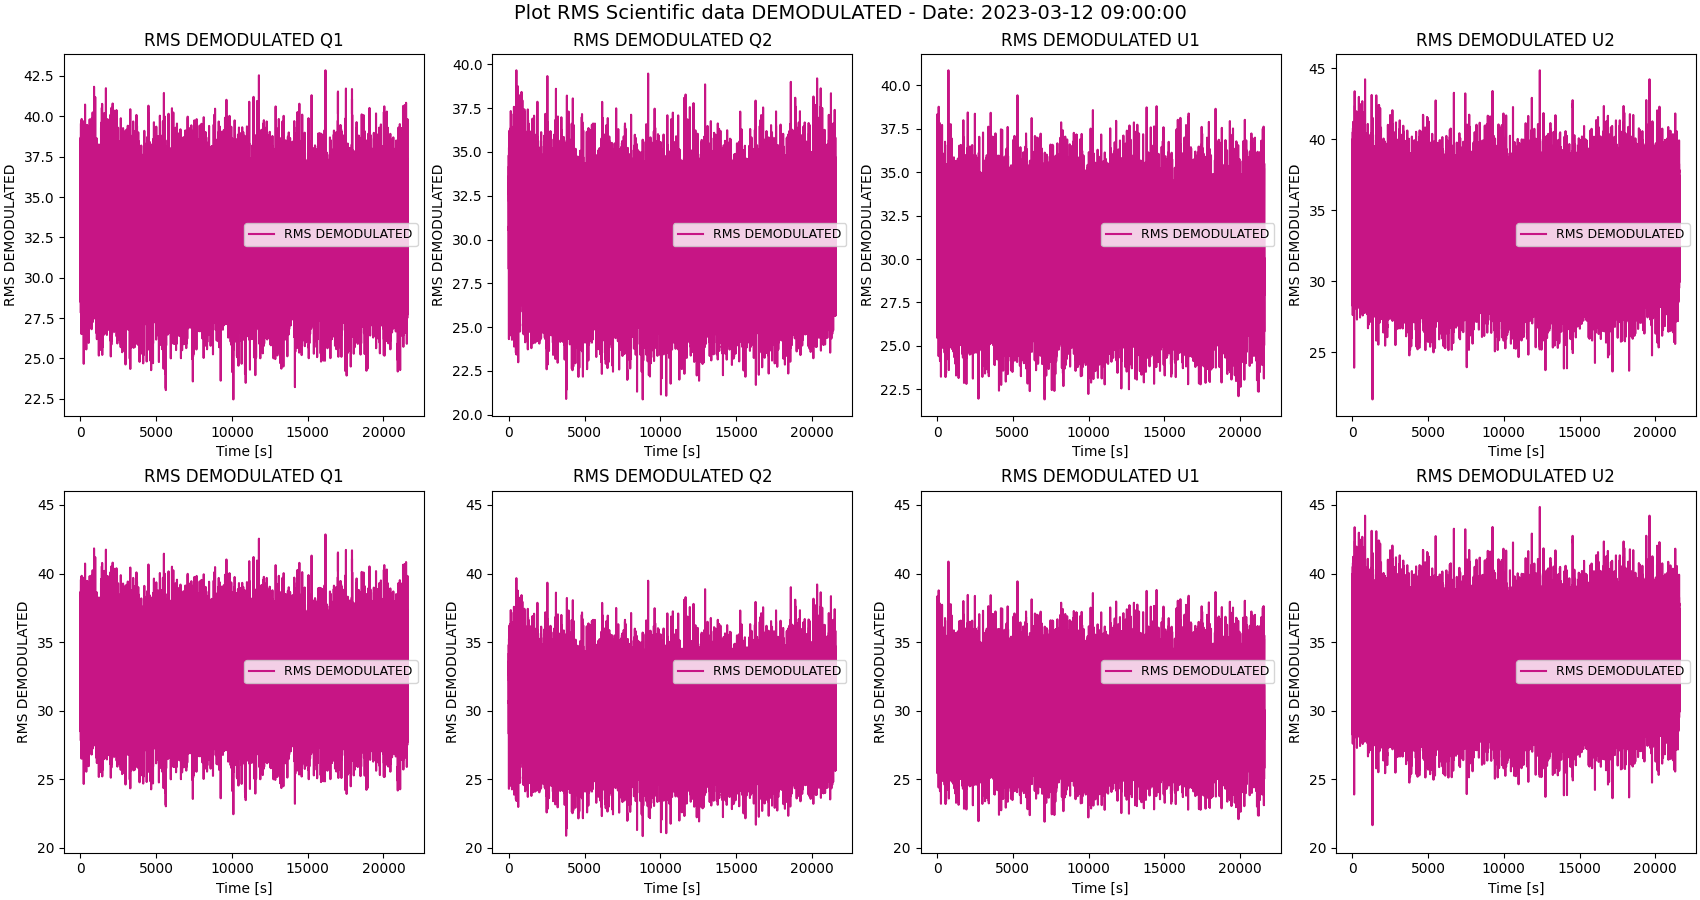 Plot RMS Scientific data DEMODULATED - Date: 2023-03-12 09:00:00
RMS DEMODULATED Q1
RMS DEMODULATED
42.5
40.0
37.5
35.0
32.5
30.0
27.5
25.0
22.5
RMS DEMODULATED
0 5000 10000 15000 20000
Time [s]
RMS DEMODULATED Q2
RMS DEMODULATED
40.0
37.5
35.0
32.5
30.0
27.5
25.0
22.5
20.0
RMS DEMODULATED
0 5000 10000 15000 20000
Time [s]
RMS DEMODULATED U1
RMS DEMODULATED
40.0
37.5
35.0
32.5
30.0
27.5
25.0
22.5
RMS DEMODULATED
0 5000 10000 15000 20000
Time [s]
RMS DEMODULATED U2
RMS DEMODULATED
45
40
35
30
25
RMS DEMODULATED
0 5000 10000 15000 20000
Time [s]
RMS DEMODULATED Q1
RMS DEMODULATED
45
40
35
30
25
20
RMS DEMODULATED
0 5000 10000 15000 20000
Time [s]
RMS DEMODULATED Q2
RMS DEMODULATED
45
40
35
30
25
20
RMS DEMODULATED
0 5000 10000 15000 20000
Time [s]
RMS DEMODULATED U1
RMS DEMODULATED
45
40
35
30
25
20
RMS DEMODULATED
0 5000 10000 15000 20000
Time [s]
RMS DEMODULATED U2
RMS DEMODULATED
45
40
35
30
25
20
RMS DEMODULATED
0 5000 10000 15000 20000
Time [s]